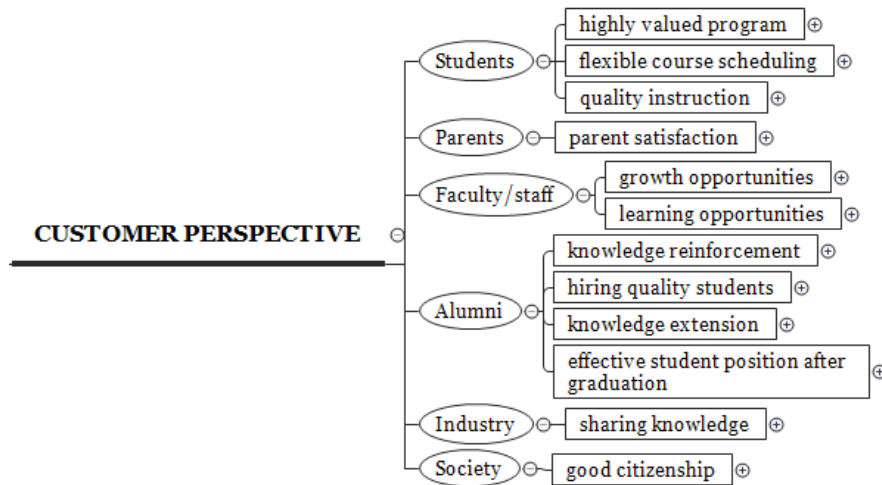 CUSTOMER PERSPECTIVE
Students
highly valued program
flexible course scheduling
quality instruction
Parents
parent satisfaction
Faculty/staff
growth opportunities
learning opportunities
Alumni
knowledge reinforcement
hiring quality students
knowledge extension
effective student position after
graduation
Industry
sharing knowledge
Society
good citizenship